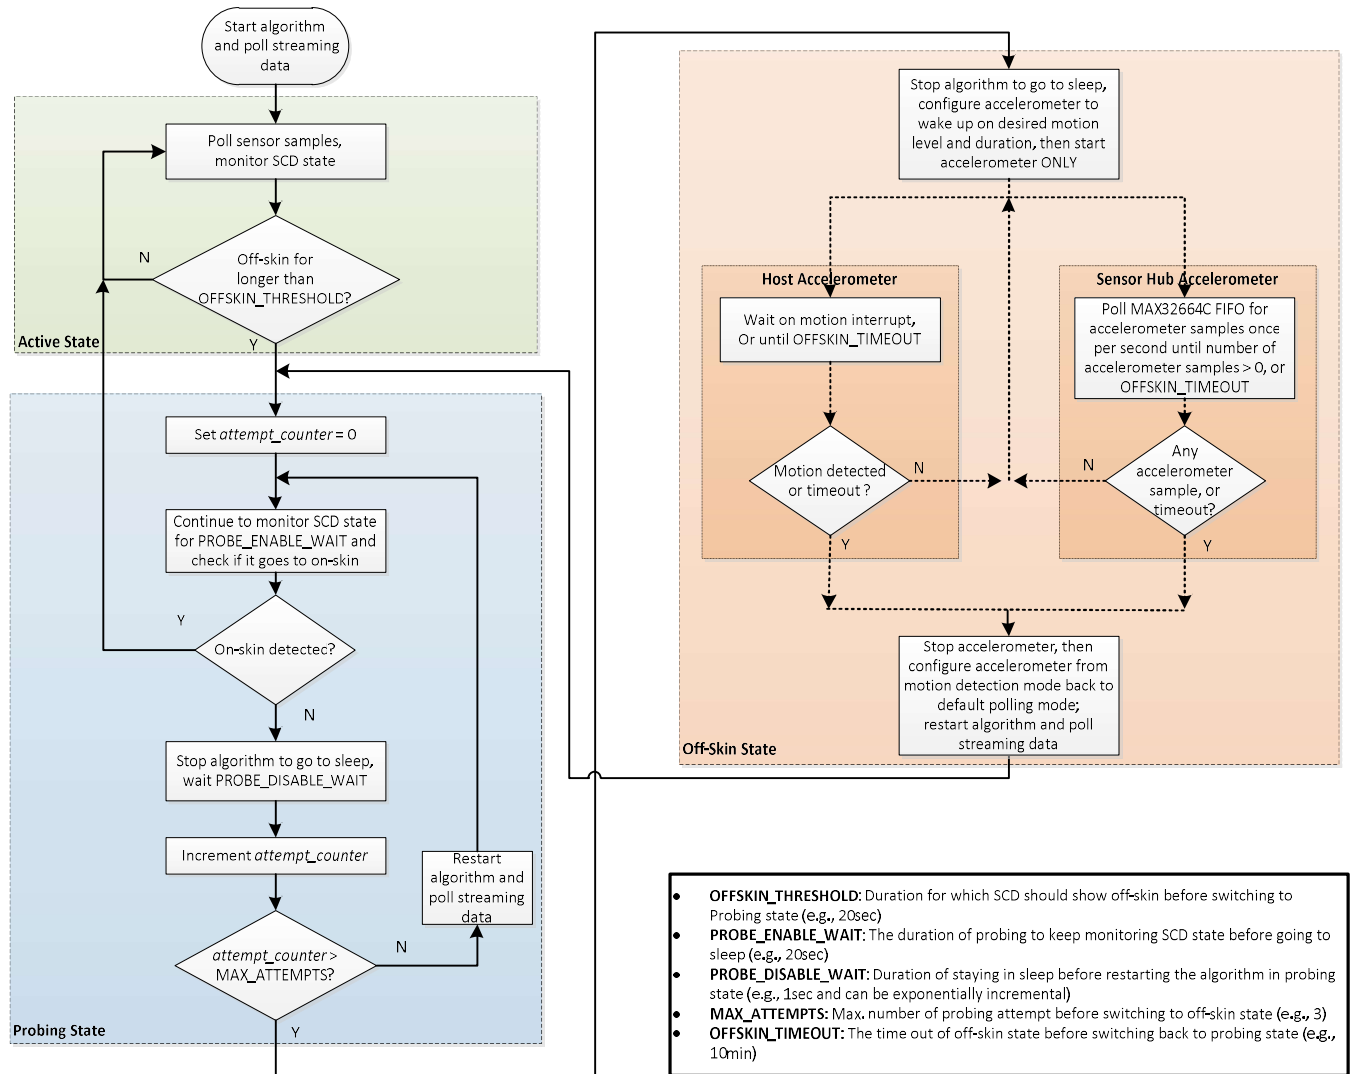 Start algorithm
and poll streaming
data
Poll sensor samples,
monitor SCD state
N
Off-skin for
longer than
OFFSKIN_THRESHOLD?
Active State
Y
Set attempt_counter = 0
Continue to monitor SCD state
for PROBE_ENABLE_WAIT and
check if it goes to on-skin
Y
On-skin detectec?
N
Stop algorithm to go to sleep,
wait PROBE_DISABLE_WAIT
Increment attempt_counter
Restart
algorithm and
poll streaming
data
attempt_counter >
MAX_ATTEMPTS?
N
Probing State
Y
Stop algorithm to go to sleep,
configure accelerometer to
wake up on desired motion
level and duration, then start
accelerometer ONLY
Host Accelerometer
Wait on motion interrupt,
Or until OFFSKIN_TIMEOUT
Motion detected
or timeout ?
N
Y
Sensor Hub Accelerometer
Poll MAX32664C FIFO for
accelerometer samples once
per second until number of
accelerometer samples > 0, or
OFFSKIN_TIMEOUT
N
Any
accelerometer
sample, or
timeout?
Y
Stop accelerometer, then
configure accelerometer from
motion detection mode back to
default polling mode;
restart algorithm and poll
streaming data
Off-Skin State
• OFFSKIN_THRESHOLD: Duration for which SCD should show off-skin before switching to
Probing state (e.g., 20sec)
• PROBE_ENABLE_WAIT: The duration of probing to keep monitoring SCD state before going to
sleep (e.g., 20sec)
• PROBE_DISABLE_WAIT: Duration of staying in sleep before restarting the algorithm in probing
state (e.g., 1sec and can be exponentially incremental)
• MAX_ATTEMPTS: Max. number of probing attempt before switching to off-skin state (e.g., 3)
• OFFSKIN_TIMEOUT: The time out of off-skin state before switching back to probing state (e.g.,
10min)